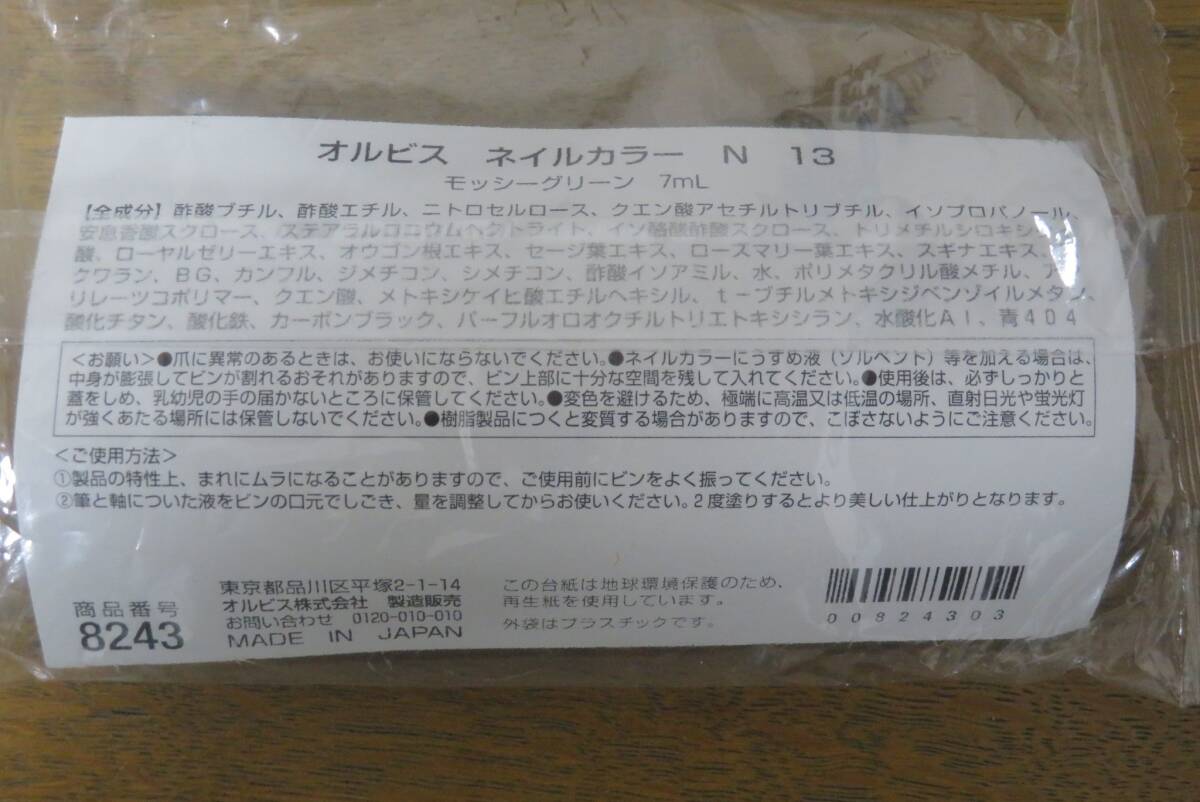 オルビス ネイルカラー N 13
モッシーグリーン 7mL
【全成分】酢酸ブチル、酢酸エチル、ニトロセルロース、クエン酸アセチルトリブチル、イソプロパノール、
安息香酸スクロース、ステアラルコニウムヘクトライト、イソ酪酸酢酸スクロース、トリメチルシロキシ
酸、ローヤルゼリーエキス、オウゴン根エキス、セージ葉エキス、ローズマリー葉エキス、スギナエキス、
クワラン、BG、カンフル、ジメチコン、シメチコン、酢酸イソアミル、水、ポリメタクリル酸メチル、ア
リレーツコポリマー、クエン酸、メトキシケイヒ酸エチルヘキシル、t-ブチルメトキシジベンゾイルメタン、
酸化チタン、酸化鉄、カーボンブラック、パーフルオロオクチルトリエトキシシラン、水酸化Al、青404
<お願い>●爪に異常のあるときは、お使いにならないでください。●ネイルカラーにうすめ液(ソルベント)等を加える場合は、
中身が膨張してビンが割れるおそれがありますので、ビン上部に十分な空間を残して入れてください。●使用後は、必ずしっかりと
蓋をしめ、乳幼児の手の届かないところに保管してください。●変色を避けるため、極端に高温又は低温の場所、直射日光や蛍光灯
が強くあたる場所には保管しないでください。●樹脂製品につくと変質する場合がありますので、こぼさないようにご注意ください。
<ご使用方法>
①製品の特性上、まれにムラになることがありますので、ご使用前にビンをよく振ってください。
②筆と軸についた液をビンの口元でしごき、量を調整してからお使いください。2度塗りするとより美しい仕上がりとなります。
商品番号
8243
東京都品川区平塚2-1-14
オルビス株式会社 製造販売
お問い合わせ 0120-010-010
MADE IN JAPAN
この台紙は地球環境保護のため、
再生紙を使用しています。
外袋はプラスチックです。
00824303